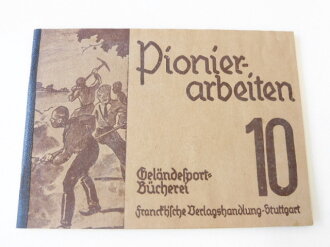 Pionier-
arbeiten
10
Geländesport-
Bücherei
Franckh'sche Verlagshandlung-Stuttgart